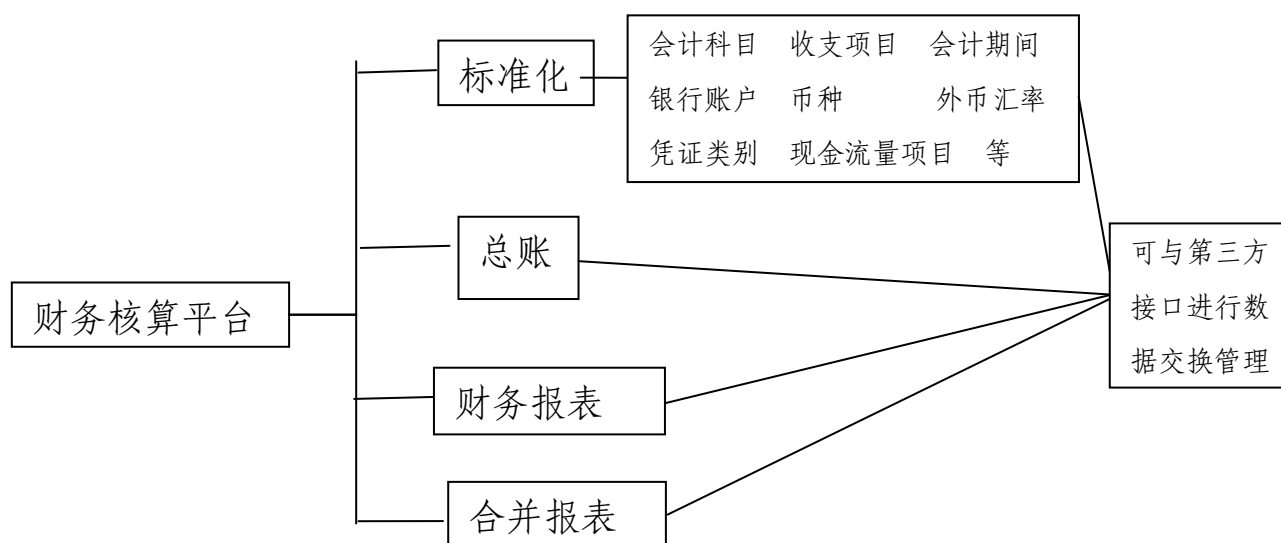 会计科目 收支项目 会计期间
标准化
银行账户 币种 外币汇率
凭证类别 现金流量项目 等
总账
可与第三方
接口进行数
据交换管理
财务核算平台
财务报表
合并报表